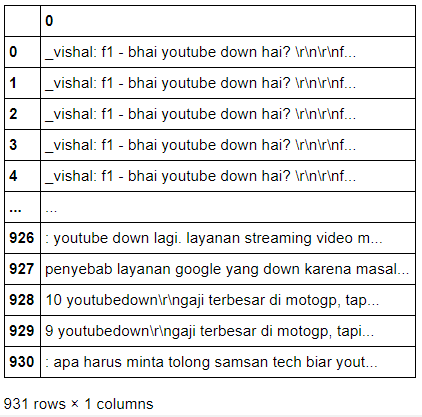 0
0 _vishal: f1 - bhai youtube down hai? \r\n\r\nf...
1 _vishal: f1 - bhai youtube down hai? \r\n\r\nf...
2 _vishal: f1 - bhai youtube down hai? \r\n\r\nf...
3 _vishal: f1 - bhai youtube down hai? \r\n\r\nf...
4 _vishal: f1 - bhai youtube down hai? \r\n\r\nf...
... ...
926 : youtube down lagi. layanan streaming video m...
927 penyebab layanan google yang down karena masal...
928 10 youtubedown\r\ngaji terbesar di motogp, tap...
929 9 youtubedown\r\ngaji terbesar di motogp, tapi...
930 : apa harus minta tolong samsan tech biar yout...
931 rows × 1 columns